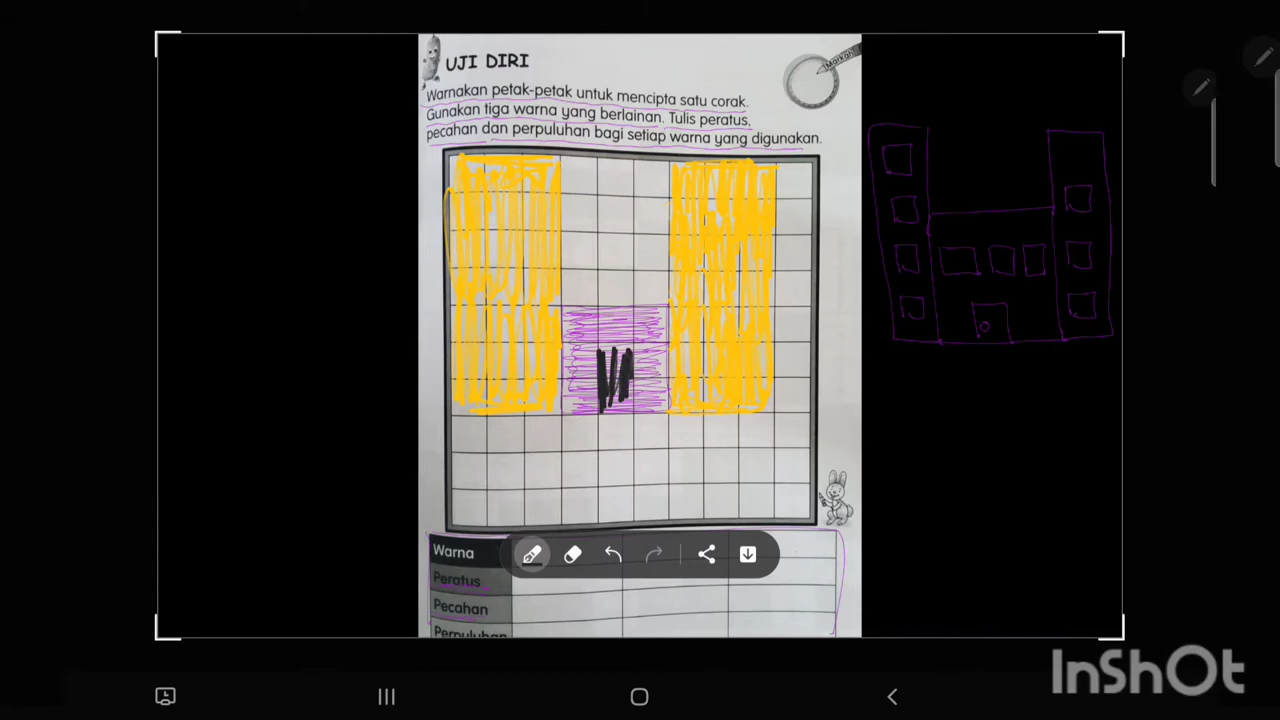 UJI DIRI
Markah
Warnakan petak-petak untuk mencipta satu corak.
Gunakan tiga warna yang berlainan. Tulis peratus,
pecahan dan perpuluhan bagi setiap warna yang digunakan.
Warna
Peratus
Pecahan
Perpuluhan
InShOt